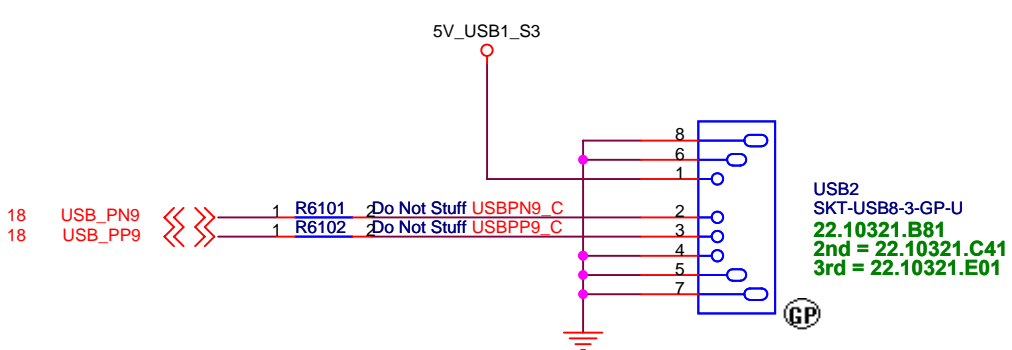 5V_USB1_S3
8
6
1
USB2
SKT-USB8-3-GP-U
22.10321.B81
2nd = 22.10321.C41
3rd = 22.10321.E01
18 USB_PN9 1 R6101 2 Do Not Stuff USBPN9_C 2
18 USB_PP9 1 R6102 2 Do Not Stuff USBPP9_C 3
4
5
7
GP